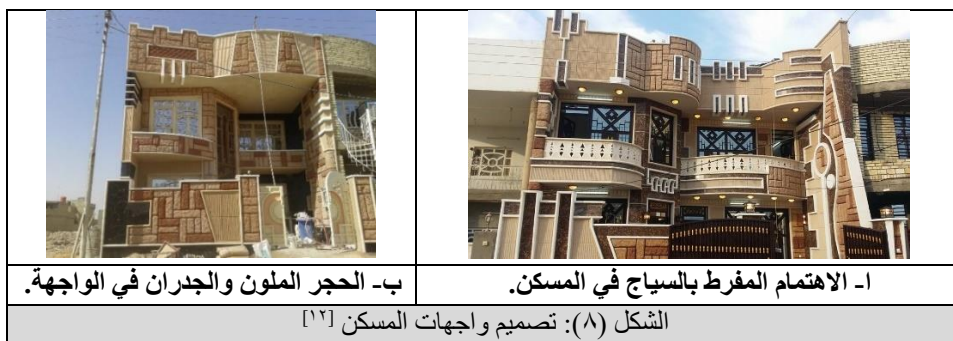 ا- الاهتمام المفرط بالسياج في المسكن.
ب- الحجر الملون والجدران في الواجهة.
الشكل (٨): تصميم واجهات المسكن [١٢]